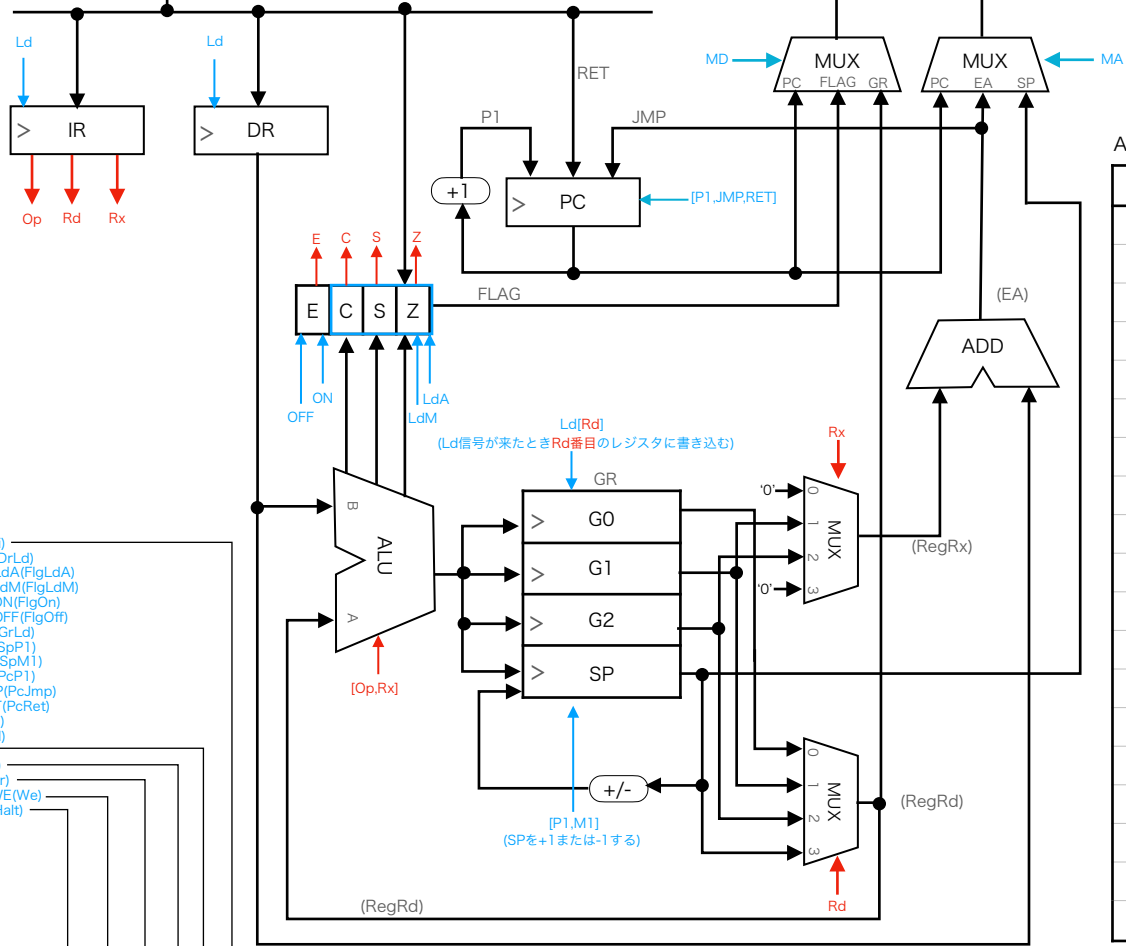 Ld
Ld
RET
MD
MUX
PC FLAG GR
MUX
PC EA SP
MA
IR
DR
P1
JMP
A
+1
PC
[P1,JMP,RET]
Op Rd Rx
E C S Z
E C S Z
FLAG
(EA)
ADD
OFF
ON
LdM
LdA
Ld[Rd]
(Ld信号が来たときRd番目のレジスタに書き込む)
Rx
GR
'0'
0
1
2
3
MUX
'0'
(RegRx)
B
ALU
A
G0
G1
G2
SP
[Op,Rx]
)
DrLd)
dA(FlgLdA)
dM(FlgLdM)
ON(FlgOn)
OFF(FlgOff)
GrLd)
SpP1)
SpM1)
PcP1)
P(PcJmp)
T(PcRet)
)
)
r)
WE(We)
Halt)
+/-
[P1,M1]
(SPを+1または-1する)
0
1
2
3
MUX
(RegRd)
Rd
(RegRd)